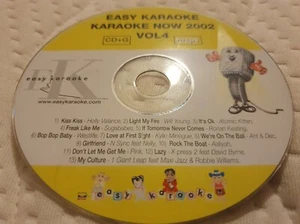 EASY KARAOKE
KARAOKE NOW 2002
CD+G
VOL4
easy karaoke
www.easykaraoke.com
1) Kiss Kiss - Holly Valance, 2) Light My Fire - Will Young, 3) It's Ok - Atomic Kitten,
4) Freak Like Me - Sugababes, 5) If Tomorrow Never Comes - Ronan Keating,
6) Bop Bop Baby - Westlife, 7) Love at First Sight - Kylie Minogue, 8) We're On The Ball - Ant & Dec,
9) Girlfriend - N Sync feat Nelly, 10) Rock The Boat - Aaliyah,
11) Don't Let Me Get Me - Pink, 12) Lazy - X-press 2 feat David Byrne,
13) My Culture - 1 Giant Leap feat Maxi Jazz & Robbie Williams.
easy karaoke